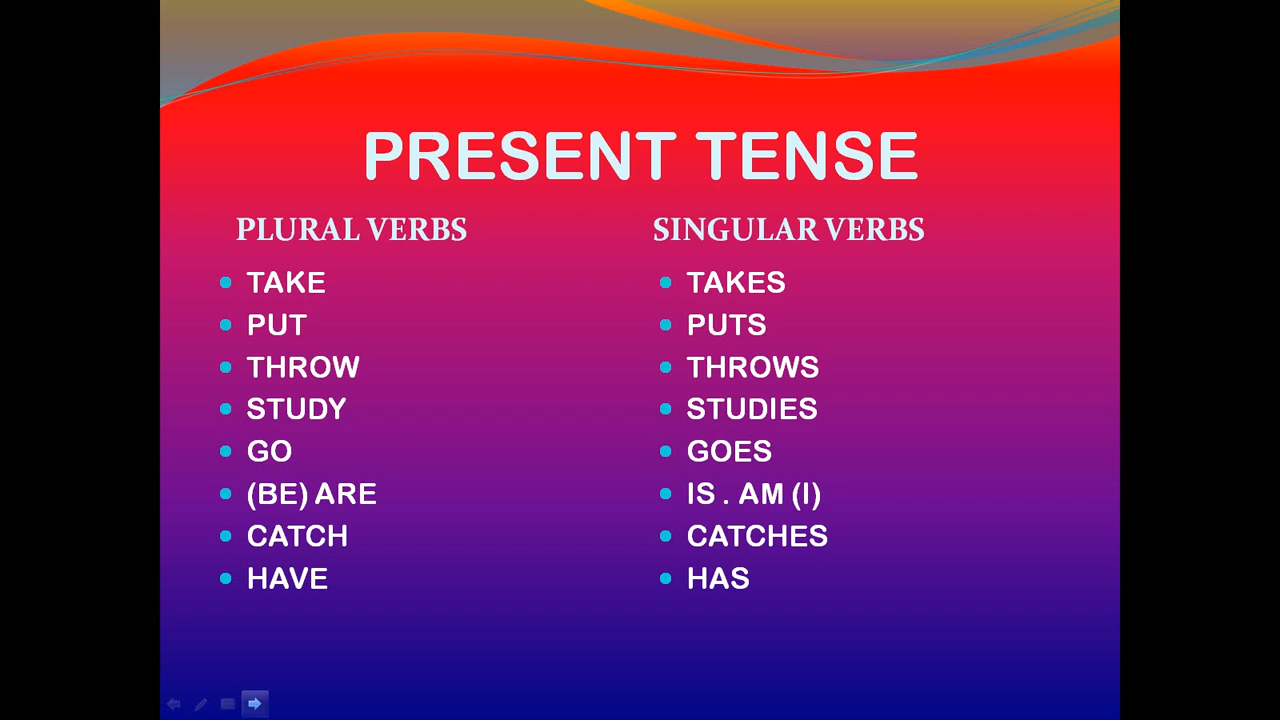 PRESENT TENSE
PLURAL VERBS
TAKE
PUT
THROW
STUDY
GO
(BE) ARE
CATCH
HAVE
SINGULAR VERBS
TAKES
PUTS
THROWS
STUDIES
GOES
IS . AM (I)
CATCHES
HAS